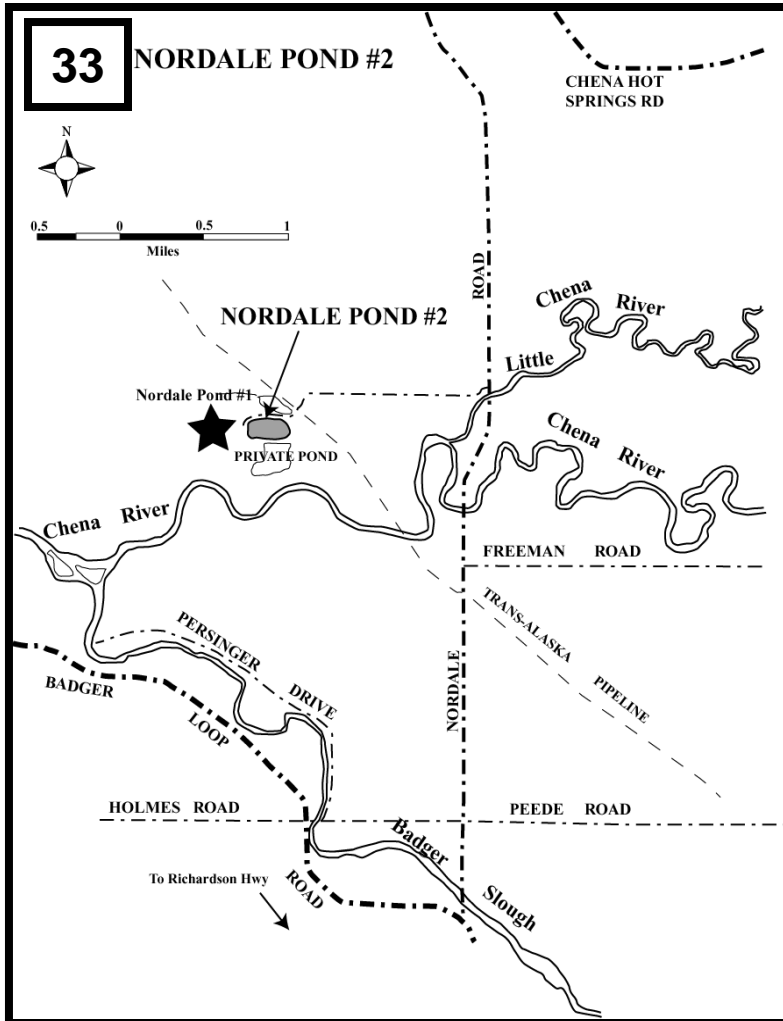 33 NORDALE POND #2
CHENA HOT
SPRINGS RD
N
0.5 0 0.5 1
Miles
ROAD
Chena River
Little
NORDALE POND #2
Nordale Pond #1
PRIVATE POND
Chena River
Chena River
FREEMAN ROAD
TRANS-ALASKA
PIPELINE
PERSINGER
DRIVE
NORDALE
BADGER
LOOP
HOLMES ROAD
PEEDE ROAD
Badger
Slough
To Richardson Hwy
ROAD